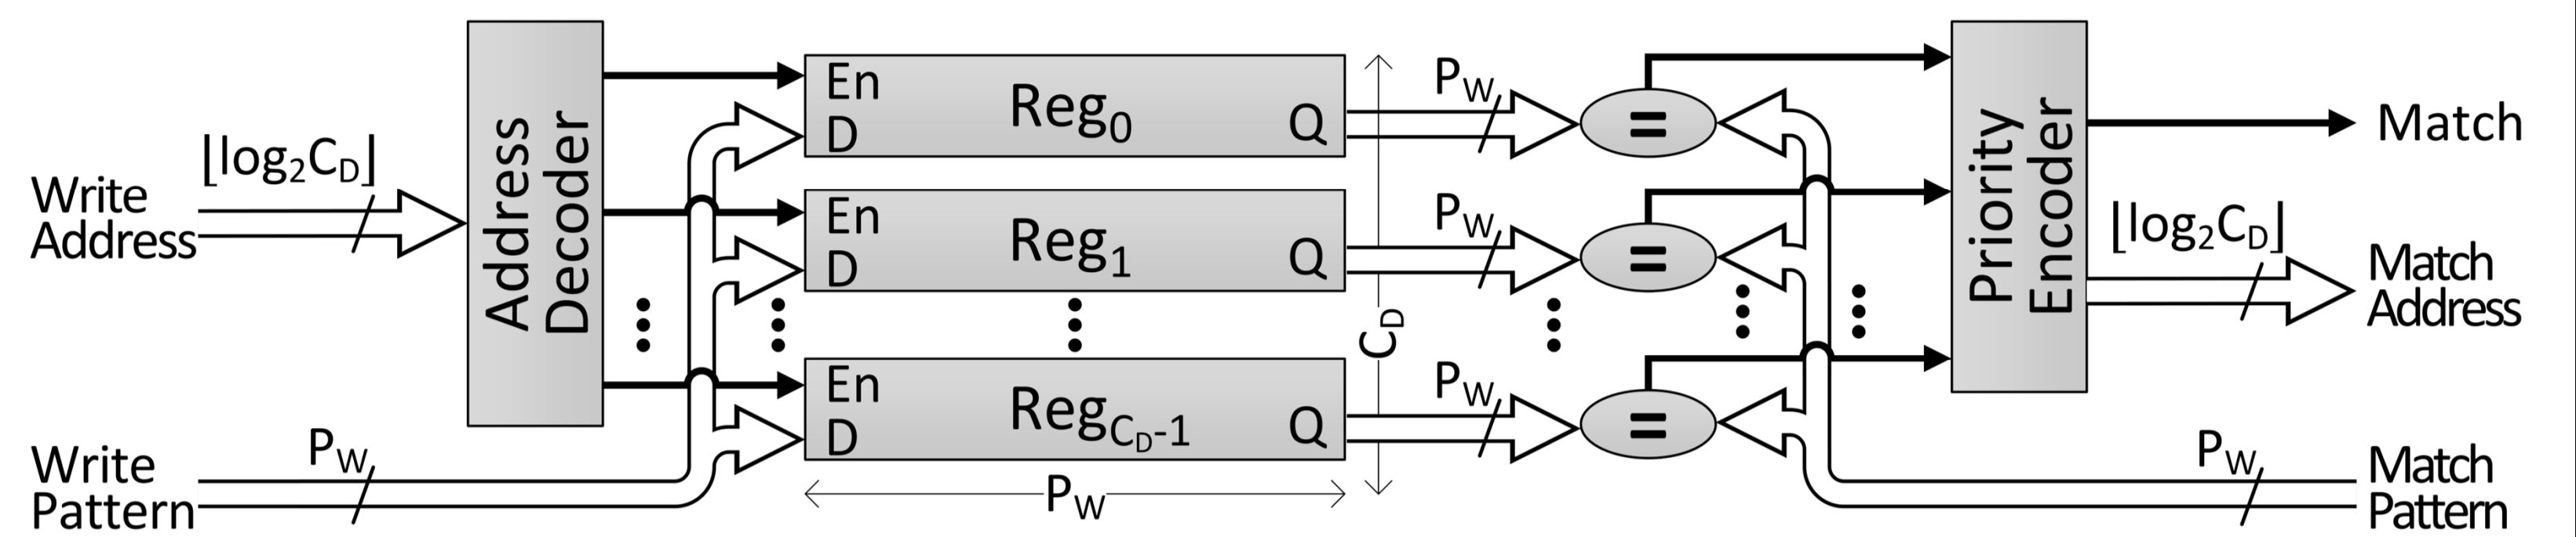 Write
Address
⌊log₂C_D⌋
Write
Pattern
P_W
Address
Decoder
En
D
Reg₀
Q
En
D
Reg₁
Q
En
D
Reg_{C_D-1}
Q
P_W
C_D
P_W
=
P_W
=
P_W
=
Priority
Encoder
Match
⌊log₂C_D⌋
Match
Address
P_W
Match
Pattern